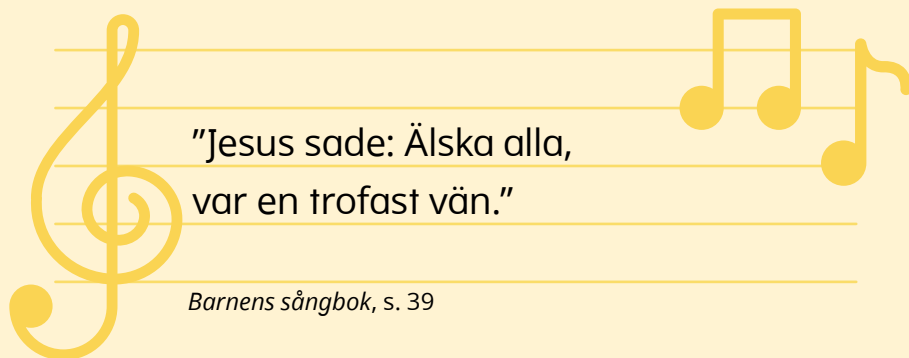 ”Jesus sade: Älska alla,
var en trofast vän.”
Barnens sångbok, s. 39